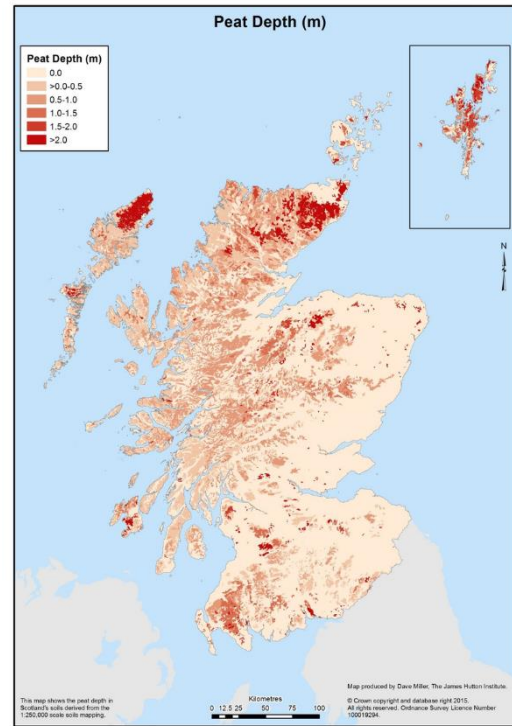 Peat Depth (m)
Peat Depth (m)
0.0
>0.0-0.5
0.5-1.0
1.0-1.5
1.5-2.0
>2.0
N
Kilometres
0 12.5 25 50 75 100
This map shows the peat depth in
Scotland's soils derived from the
1:250,000 scale soils mapping.
Map produced by Dave Miller, The James Hutton Institute.
© Crown copyright and database right 2015.
All rights reserved. Ordnance Survey Licence Number
100019294.